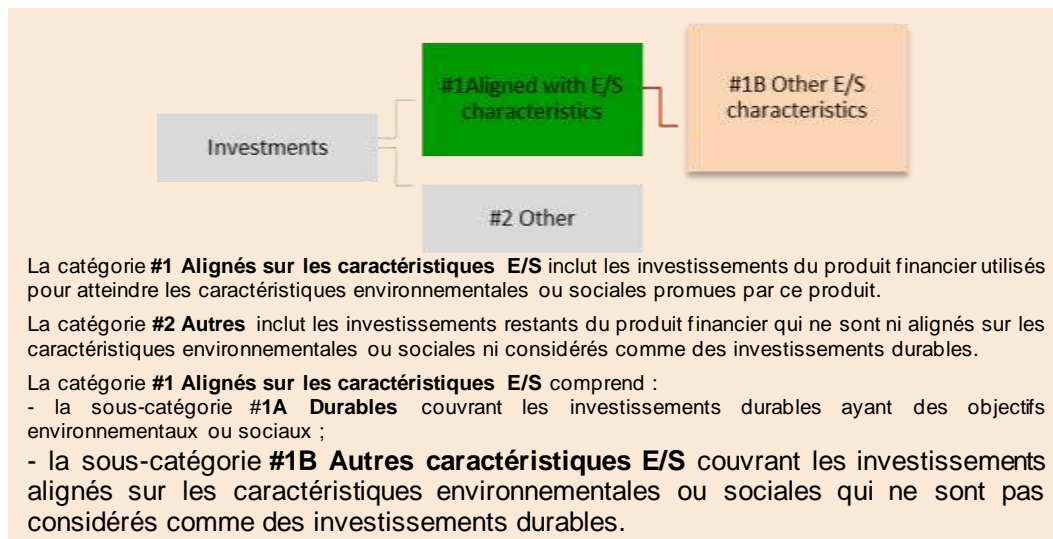 #1Aligned with E/S
characteristics
#1B Other E/S
characteristics
Investments
#2 Other
La catégorie #1 Alignés sur les caractéristiques E/S inclut les investissements du produit financier utilisés
pour atteindre les caractéristiques environnementales ou sociales promues par ce produit.
La catégorie #2 Autres inclut les investissements restants du produit financier qui ne sont ni alignés sur les
caractéristiques environnementales ou sociales ni considérés comme des investissements durables.
La catégorie #1 Alignés sur les caractéristiques E/S comprend :
- la sous-catégorie #1A Durables couvrant les investissements durables ayant des objectifs
environnementaux ou sociaux ;
- la sous-catégorie #1B Autres caractéristiques E/S couvrant les investissements
alignés sur les caractéristiques environnementales ou sociales qui ne sont pas
considérés comme des investissements durables.